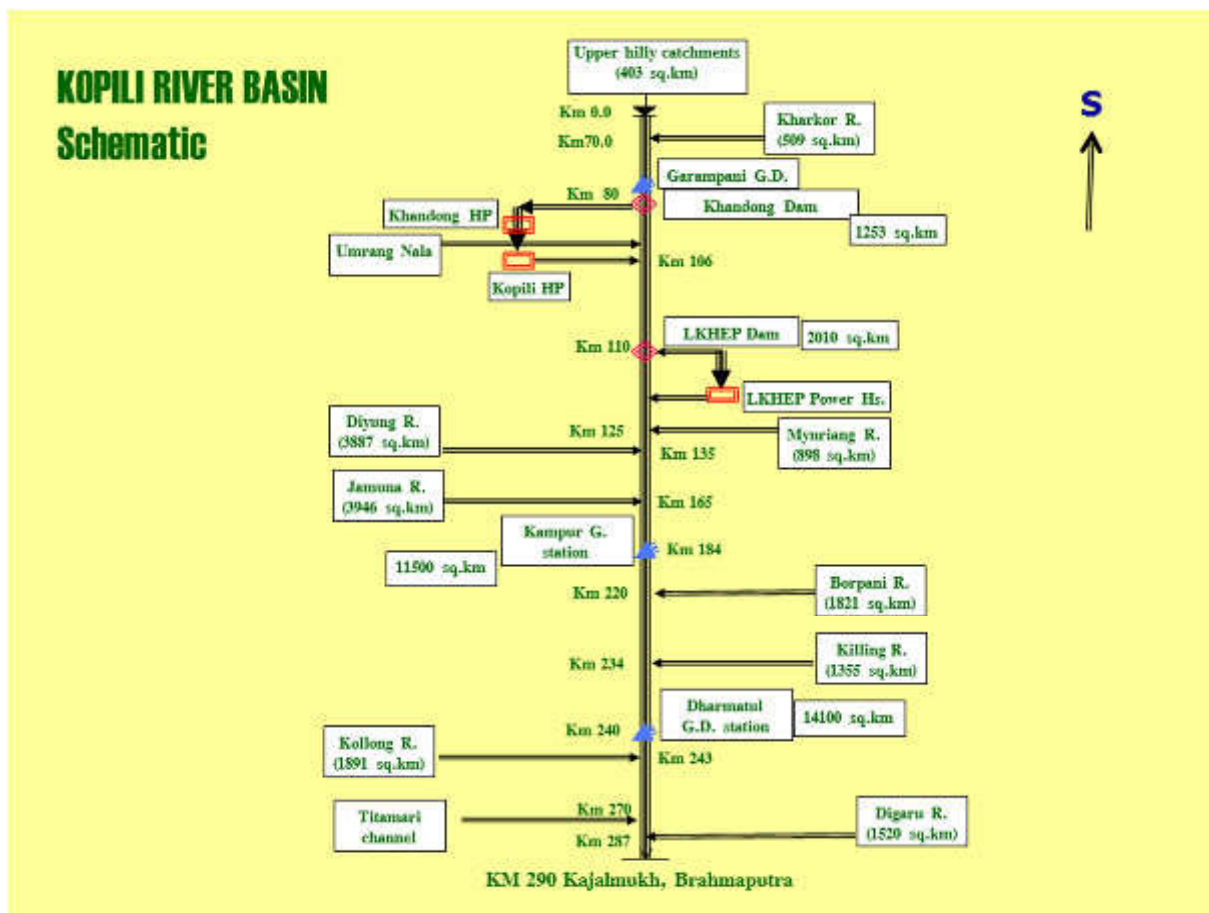 KOPILI RIVER BASIN
Schematic
Upper hilly catchments
(403 sq.km)
S
Km 0.0
Km70.0
Kharkor R.
(509 sq.km)
Garampani G.D.
Km 80
Khandong Dam
1253 sq.km
Khandong HP
Umrang Nala
Km 106
Kopili HP
LKHEP Dam
2010 sq.km
Km 110
LKHEP Power Hs.
Diyung R.
(3887 sq.km)
Km 125
Mynriang R.
(898 sq.km)
Km 135
Jamuna R.
(3946 sq.km)
Km 165
Kampur G.
station
Km 184
11500 sq.km
Km 220
Borpani R.
(1821 sq.km)
Km 234
Killing R.
(1355 sq.km)
Dharmatul
G.D. station
14100 sq.km
Km 240
Kollong R.
(1891 sq.km)
Km 243
Km 270
Titamari
channel
Digaru R.
(1520 sq.km)
Km 287
KM 290 Kajalmukh, Brahmaputra